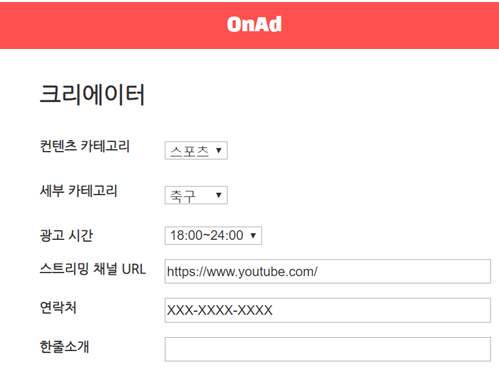 OnAd
크리에이터
컨텐츠 카테고리 스포츠
세부 카테고리 축구
광고 시간 18:00~24:00
스트리밍 채널 URL https://www.youtube.com/
연락처 XXX-XXXX-XXXX
한줄소개